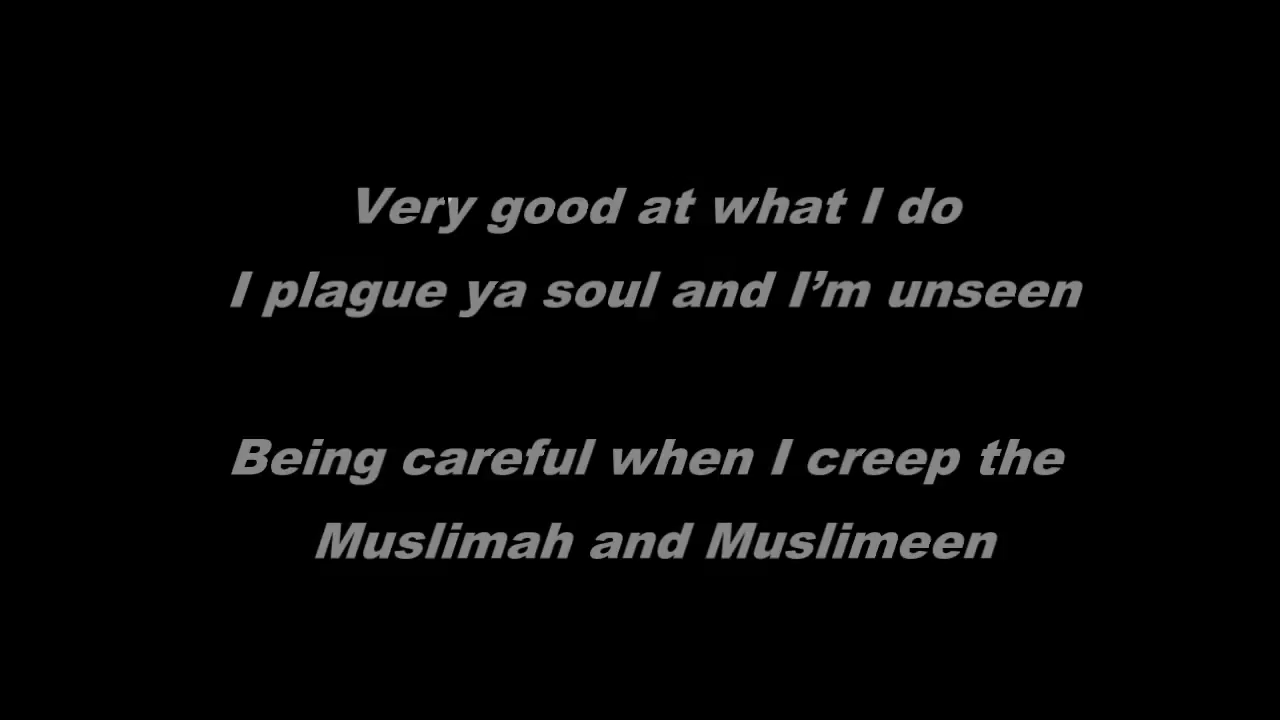 Very good at what I do
I plague ya soul and I’m unseen
Being careful when I creep the
Muslimah and Muslimeen